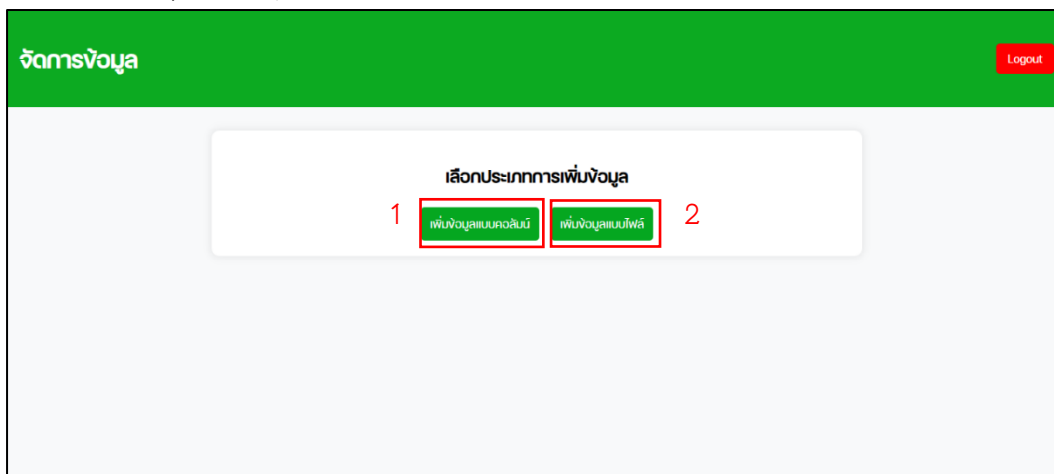 จัดการข้อมูล
Logout
เลือกประเภทการเพิ่มข้อมูล
1 เพิ่มข้อมูลแบบคอลัมน์ เพิ่มข้อมูลแบบไฟล์ 2